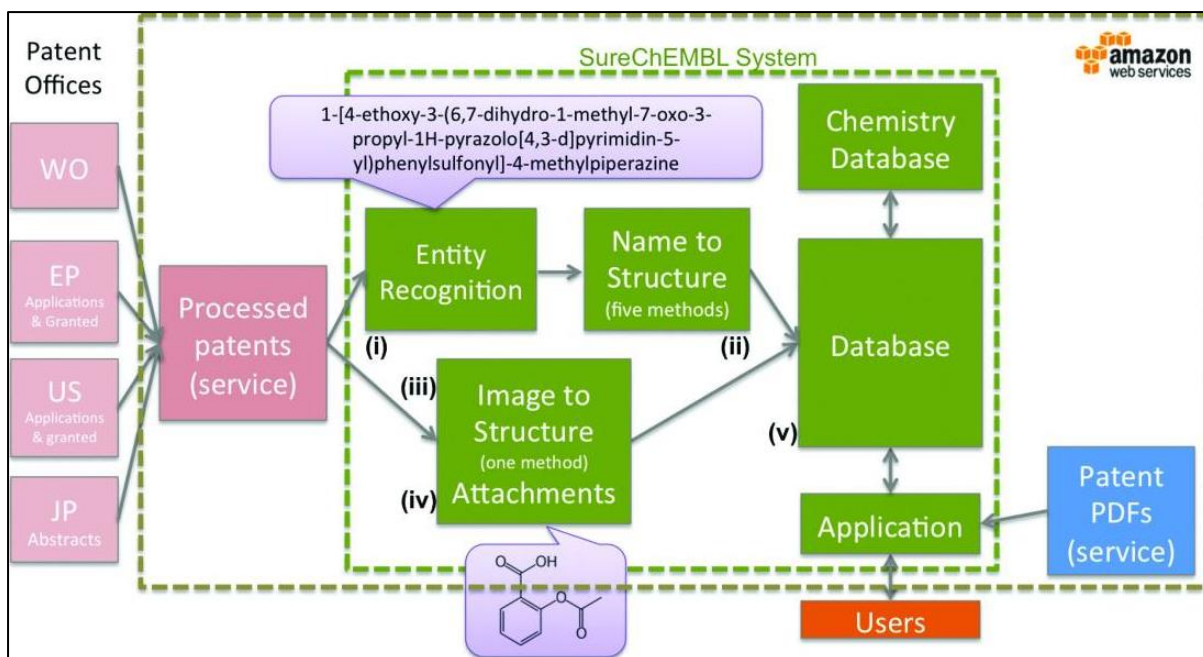 Patent
Offices
WO
EP
Applications
& Granted
US
Applications
& granted
JP
Abstracts
Processed
patents
(service)
SureChEMBL System
amazon
web services
1-[4-ethoxy-3-(6,7-dihydro-1-methyl-7-oxo-3-
propyl-1H-pyrazolo[4,3-d]pyrimidin-5-
yl)phenylsulfonyl]-4-methylpiperazine
Entity
Recognition
(i)
Name to
Structure
(five methods)
(ii)
(iii)
Image to
Structure
(one method)
Attachments
(iv)
O
OH
O
O
Chemistry
Database
Database
(v)
Application
Patent
PDFs
(service)
Users